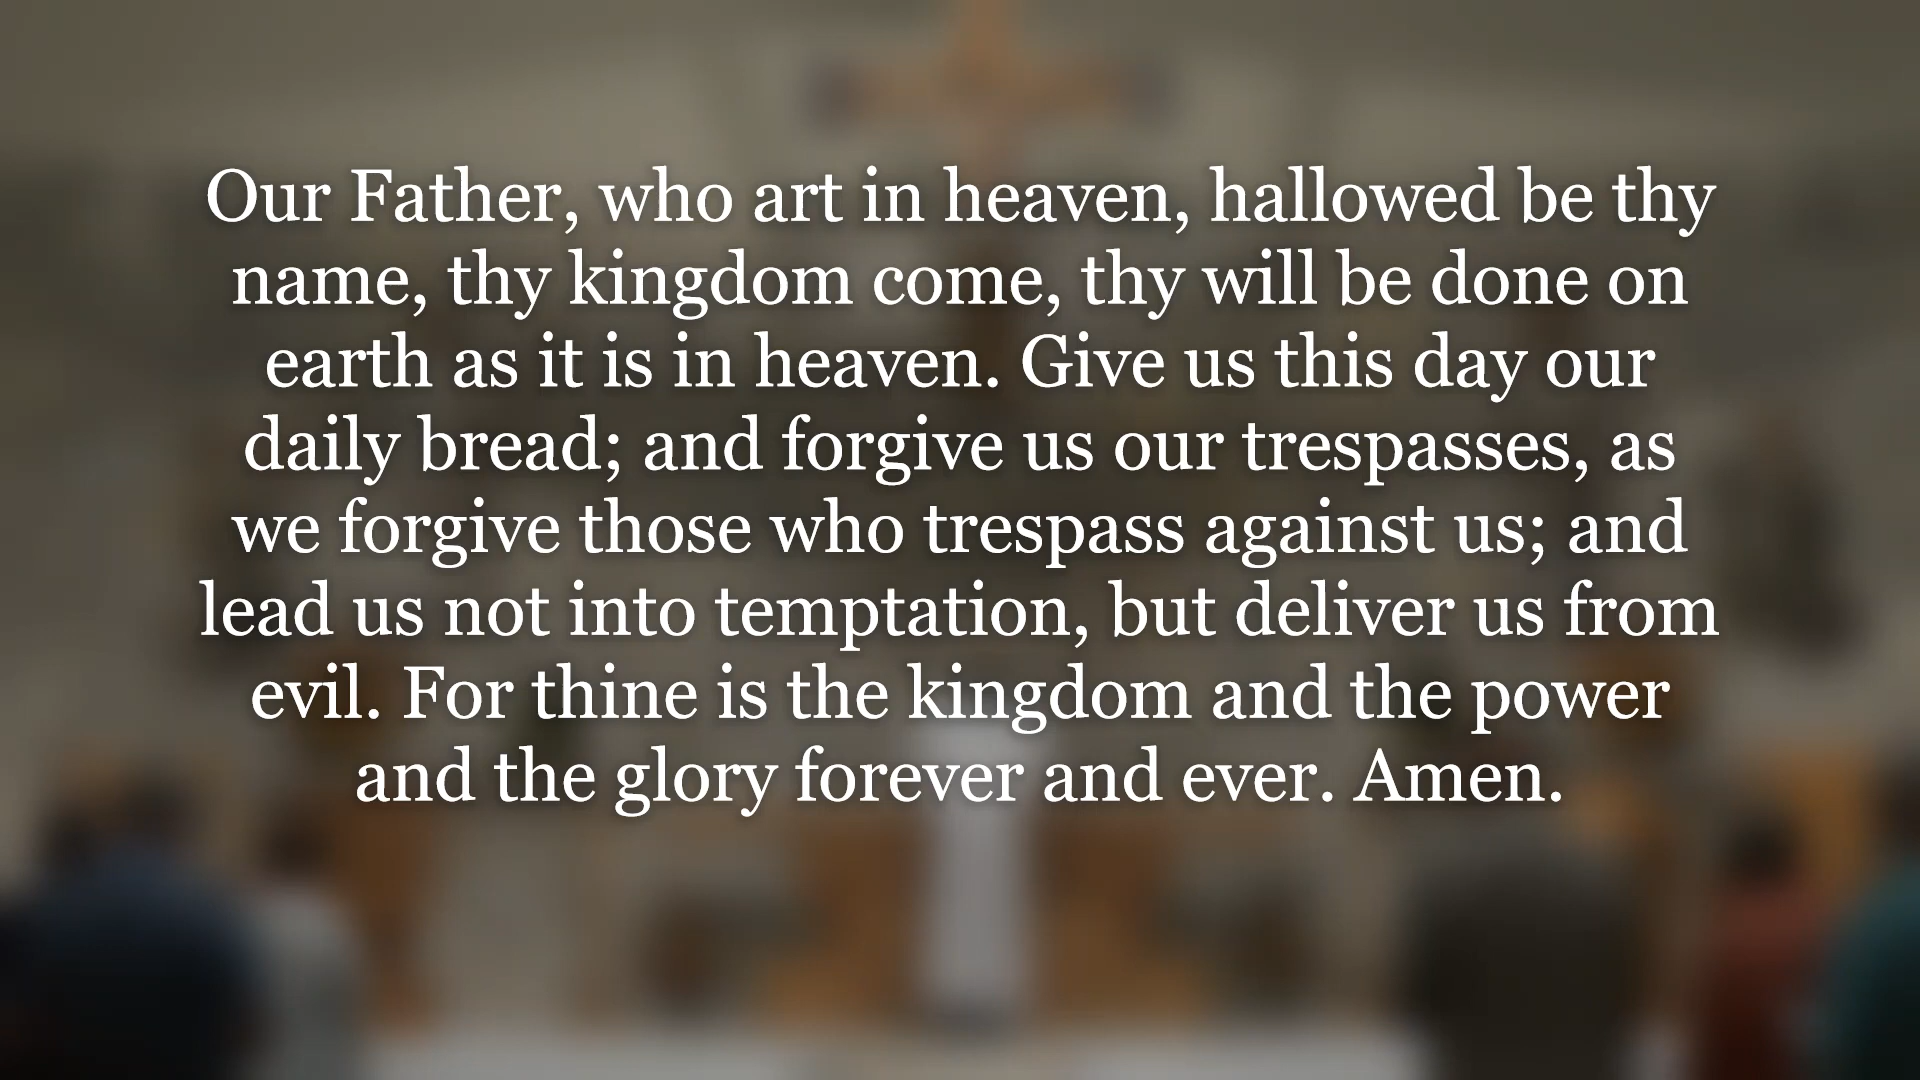 Our Father, who art in heaven, hallowed be thy
name, thy kingdom come, thy will be done on
earth as it is in heaven. Give us this day our
daily bread; and forgive us our trespasses, as
we forgive those who trespass against us; and
lead us not into temptation, but deliver us from
evil. For thine is the kingdom and the power
and the glory forever and ever. Amen.